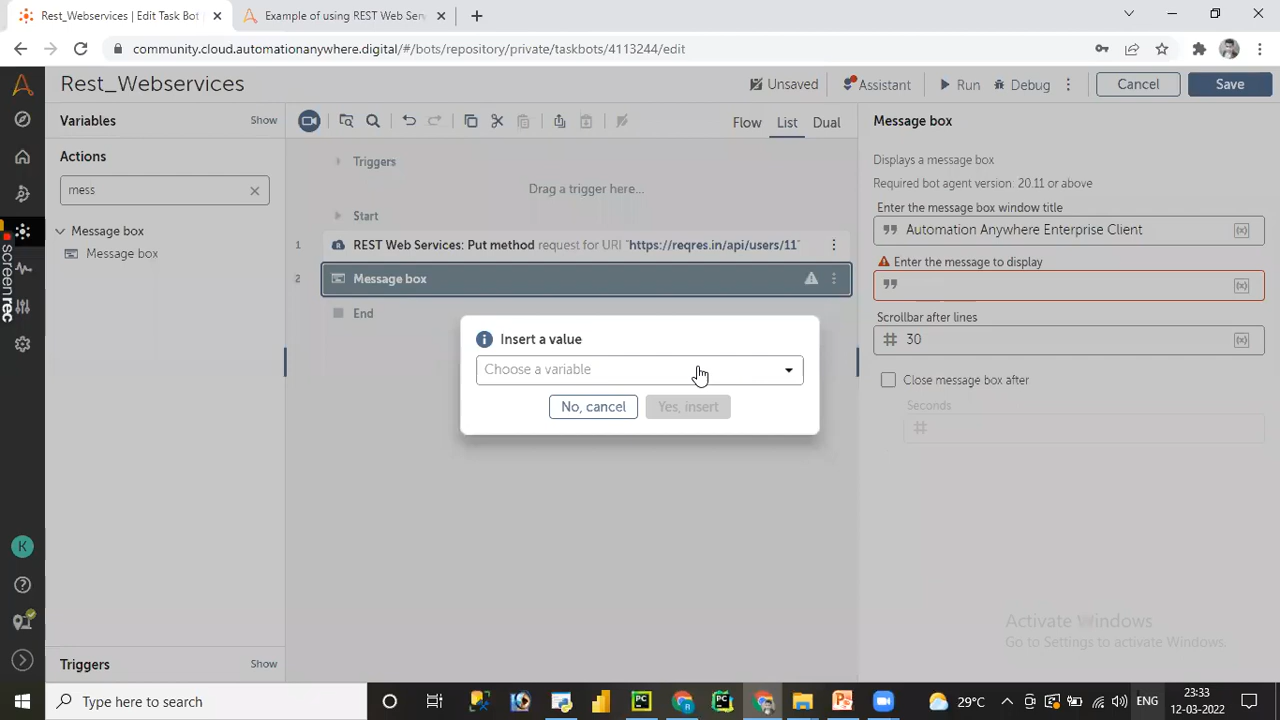 Rest_Webservices | Edit Task Bot
Example of using REST Web Serv
community.cloud.automationanywhere.digital/#/bots/repository/private/taskbots/4113244/edit
Rest_Webservices
Unsaved
Assistant
Run
Debug
Cancel
Save
Variables
Show
Flow
List
Dual
Message box
Actions
mess
Message box
Message box
Triggers
Drag a trigger here...
Start
1
REST Web Services: Put method request for URI "https://reqres.in/api/users/11"
2
Message box
End
Insert a value
Choose a variable
No, cancel
Yes, insert
Displays a message box
Required bot agent version: 20.11 or above
Enter the message box window title
Automation Anywhere Enterprise Client
(x)
Enter the message to display
(x)
Scrollbar after lines
30
(x)
Close message box after
Seconds
screenrec
K
Activate Windows
Go to Settings to activate Windows.
Triggers
Show
Type here to search
29°C
ENG
23:33
12-03-2022